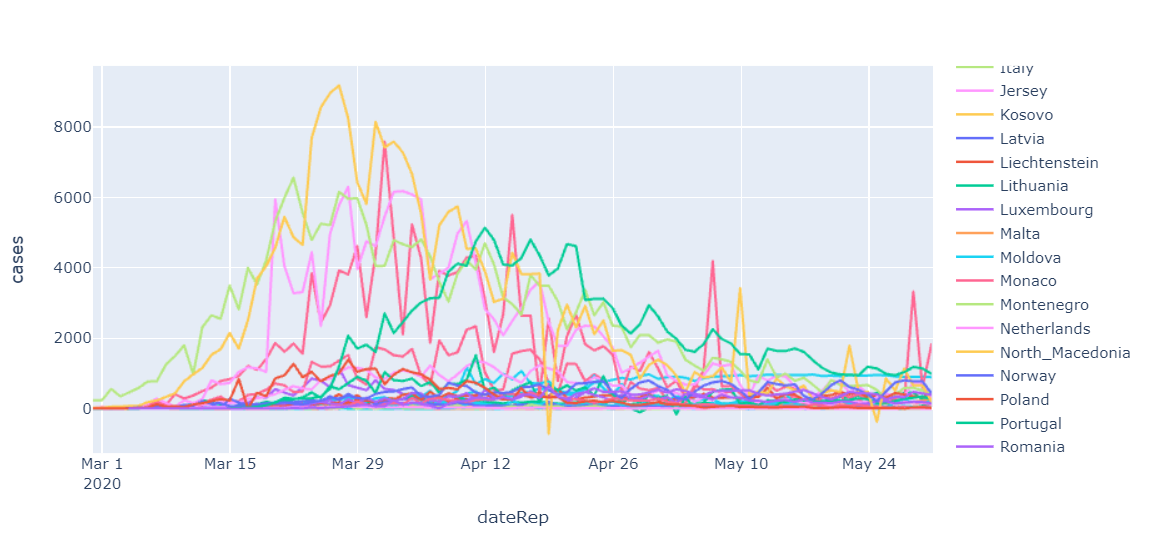 8000
6000
4000
2000
0
cases
Mar 1
2020
Mar 15
Mar 29
Apr 12
Apr 26
May 10
May 24
dateRep
Italy
Jersey
Kosovo
Latvia
Liechtenstein
Lithuania
Luxembourg
Malta
Moldova
Monaco
Montenegro
Netherlands
North_Macedonia
Norway
Poland
Portugal
Romania